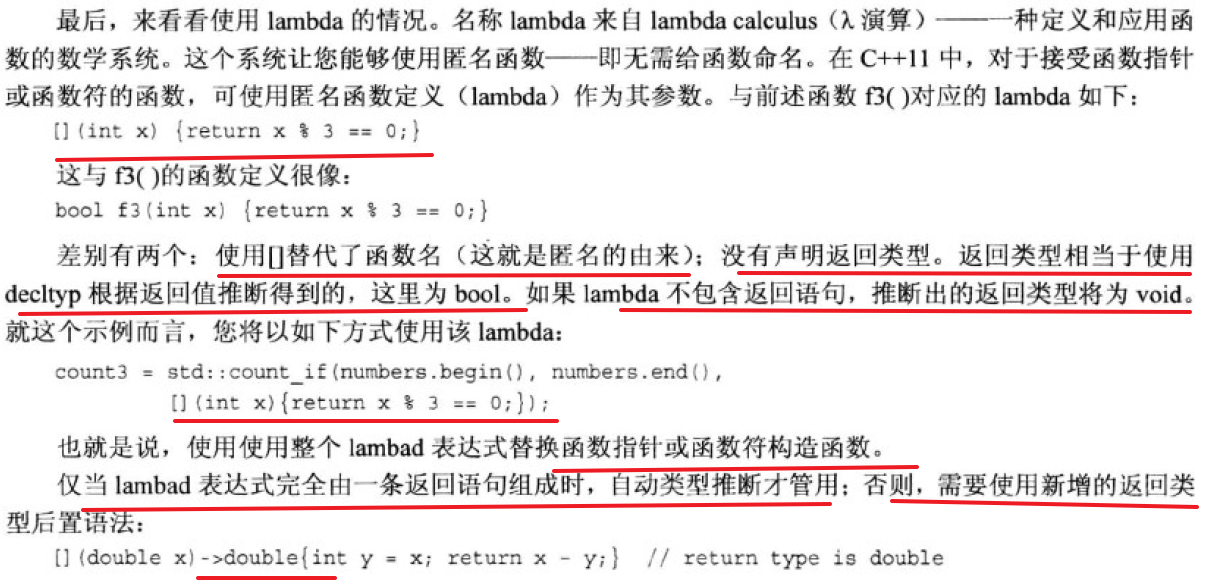 最后，来看看使用 lambda 的情况。名称 lambda 来自 lambda calculus（λ 演算）———一种定义和应用函
数的数学系统。这个系统让您能够使用匿名函数——即无需给函数命名。在 C++11 中，对于接受函数指针
或函数符的函数，可使用匿名函数定义（lambda）作为其参数。与前述函数 f3( )对应的 lambda 如下：
[](int x) {return x % 3 == 0;}
这与 f3( )的函数定义很像：
bool f3(int x) {return x % 3 == 0;}
差别有两个：使用[]替代了函数名（这就是匿名的由来）；没有声明返回类型。返回类型相当于使用
decltyp 根据返回值推断得到的，这里为 bool。如果 lambda 不包含返回语句，推断出的返回类型将为 void。
就这个示例而言，您将以如下方式使用该 lambda：
count3 = std::count_if(numbers.begin(), numbers.end(),
[](int x){return x % 3 == 0;});
也就是说，使用使用整个 lambad 表达式替换函数指针或函数符构造函数。
仅当 lambad 表达式完全由一条返回语句组成时，自动类型推断才管用；否则，需要使用新增的返回类
型后置语法：
[](double x)->double{int y = x; return x - y;} // return type is double